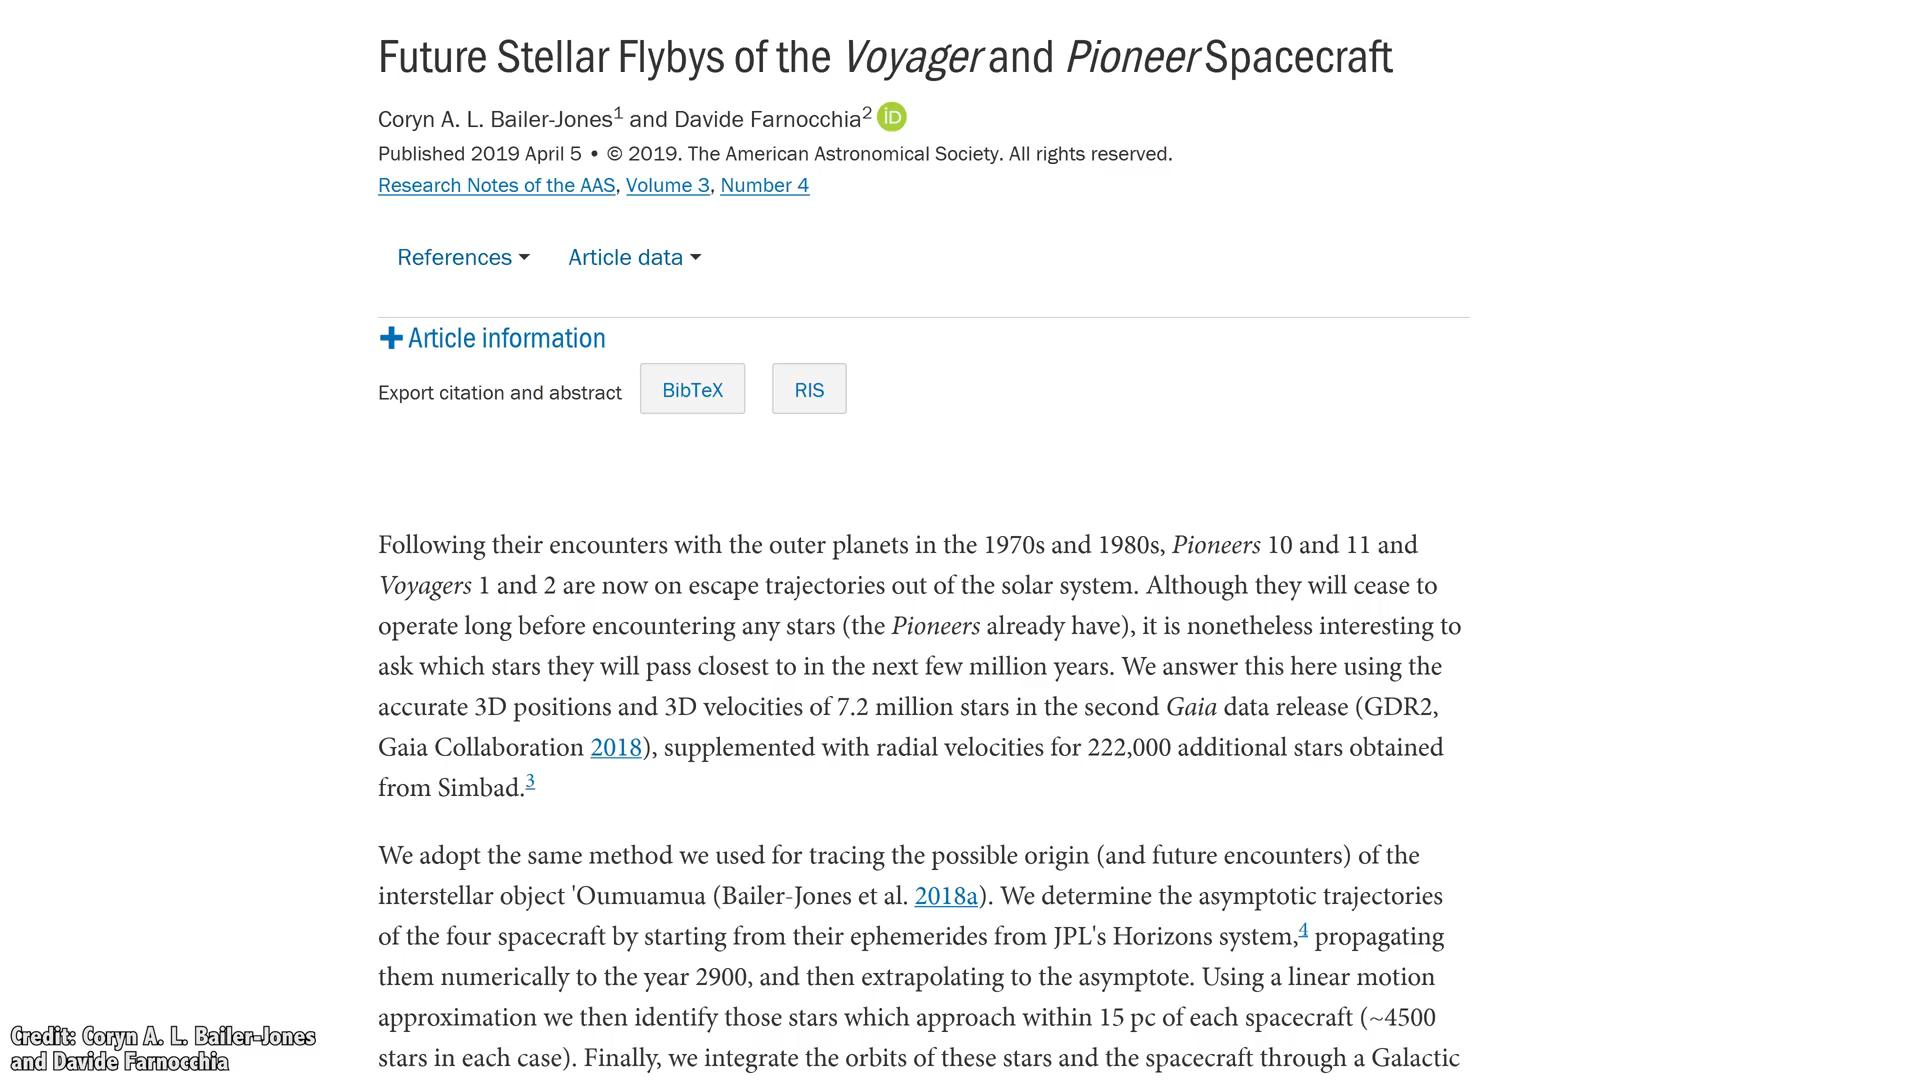 Future Stellar Flybys of the Voyager and Pioneer Spacecraft
Coryn A. L. Bailer-Jones1 and Davide Farnocchia2 iD
Published 2019 April 5 • © 2019. The American Astronomical Society. All rights reserved.
Research Notes of the AAS, Volume 3, Number 4
References Article data
Article information
Export citation and abstract BibTeX RIS
Following their encounters with the outer planets in the 1970s and 1980s, Pioneers 10 and 11 and
Voyagers 1 and 2 are now on escape trajectories out of the solar system. Although they will cease to
operate long before encountering any stars (the Pioneers already have), it is nonetheless interesting to
ask which stars they will pass closest to in the next few million years. We answer this here using the
accurate 3D positions and 3D velocities of 7.2 million stars in the second Gaia data release (GDR2,
Gaia Collaboration 2018), supplemented with radial velocities for 222,000 additional stars obtained
from Simbad.3
We adopt the same method we used for tracing the possible origin (and future encounters) of the
interstellar object 'Oumuamua (Bailer-Jones et al. 2018a). We determine the asymptotic trajectories
of the four spacecraft by starting from their ephemerides from JPL's Horizons system,4 propagating
them numerically to the year 2900, and then extrapolating to the asymptote. Using a linear motion
approximation we then identify those stars which approach within 15 pc of each spacecraft (~4500
stars in each case). Finally, we integrate the orbits of these stars and the spacecraft through a Galactic
Credit: Coryn A. L. Bailer-Jones
and Davide Farnocchia